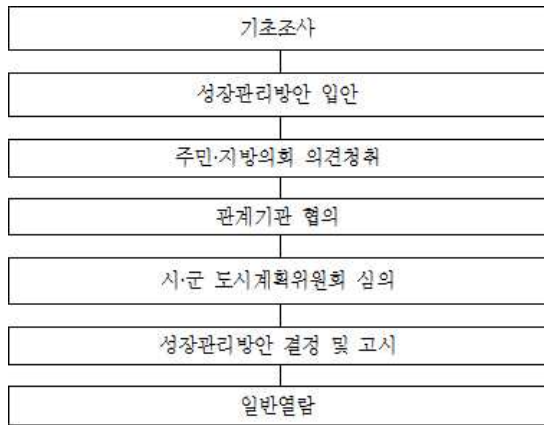 기초조사
성장관리방안 입안
주민·지방의회 의견청취
관계기관 협의
시·군 도시계획위원회 심의
성장관리방안 결정 및 고시
일반열람